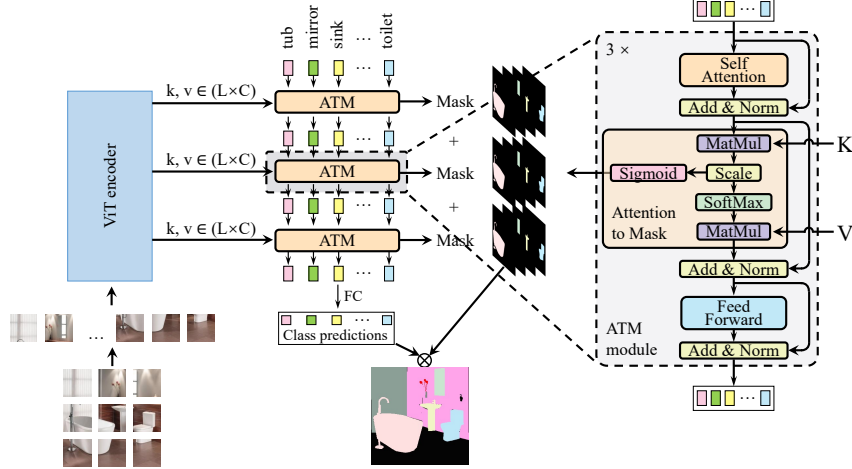 tub mirror sink ... toilet
ViT encoder
k, v ∈ (L×C)
ATM
Mask
...
+
k, v ∈ (L×C)
ATM
Mask
...
+
k, v ∈ (L×C)
ATM
Mask
...
FC
...
Class predictions
⊗
...
...
3 ×
Self
Attention
Add & Norm
MatMul
K
Sigmoid
Scale
SoftMax
Attention
to Mask
MatMul
V
Add & Norm
Feed
Forward
ATM
module
Add & Norm
...